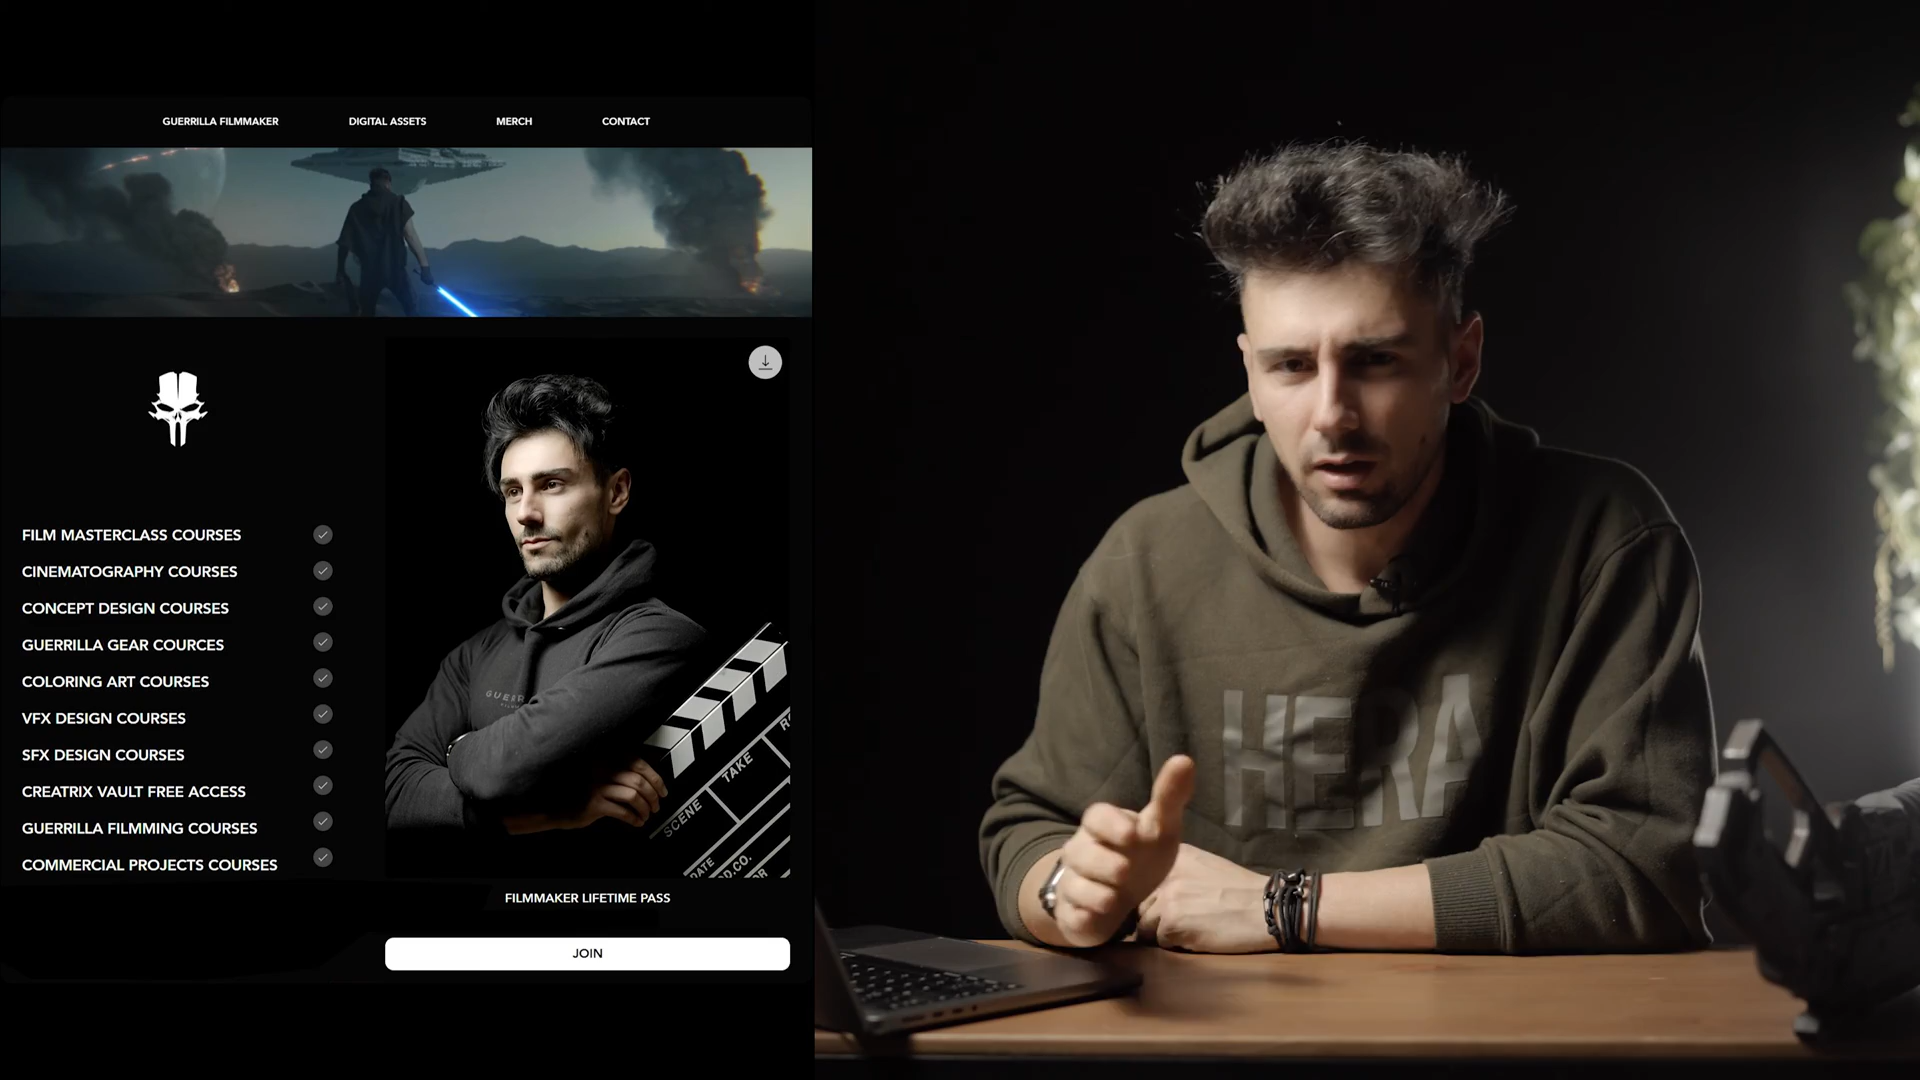 GUERRILLA FILMMAKER DIGITAL ASSETS MERCH CONTACT
FILM MASTERCLASS COURSES
CINEMATOGRAPHY COURSES
CONCEPT DESIGN COURSES
GUERRILLA GEAR COURCES
COLORING ART COURSES
VFX DESIGN COURSES
SFX DESIGN COURSES
CREATRIX VAULT FREE ACCESS
GUERRILLA FILMMING COURSES
COMMERCIAL PROJECTS COURSES
SCENE TAKE
FILMMAKER LIFETIME PASS
JOIN
HERA